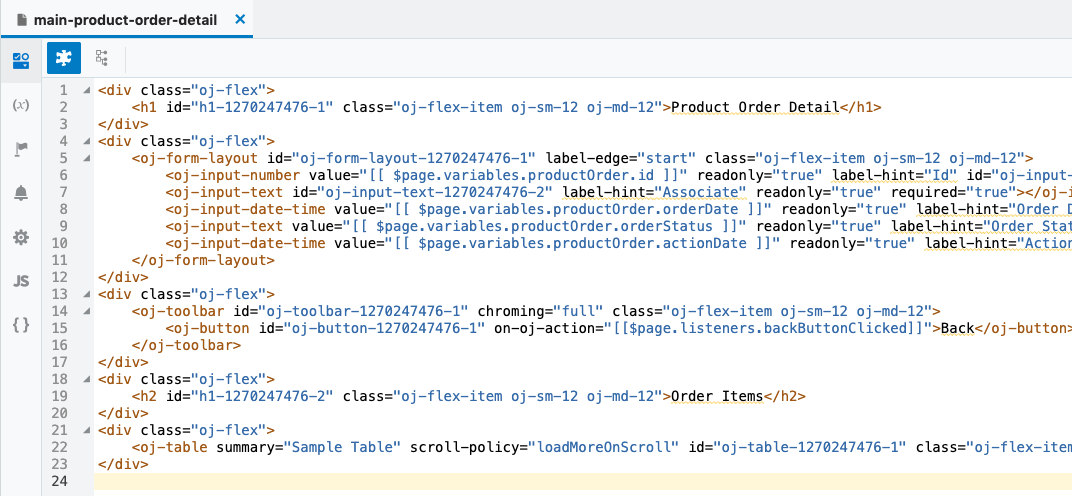 main-product-order-detail ×
(x)
JS
{ }
1 <div class="oj-flex">
2 <h1 id="h1-1270247476-1" class="oj-flex-item oj-sm-12 oj-md-12">Product Order Detail</h1>
3 </div>
4 <div class="oj-flex">
5 <oj-form-layout id="oj-form-layout-1270247476-1" label-edge="start" class="oj-flex-item oj-sm-12 oj-md-12">
6 <oj-input-number value="[[ $page.variables.productOrder.id ]]" readonly="true" label-hint="Id" id="oj-input-
7 <oj-input-text id="oj-input-text-1270247476-2" label-hint="Associate" readonly="true" required="true"></oj-i
8 <oj-input-date-time value="[[ $page.variables.productOrder.orderDate ]]" readonly="true" label-hint="Order D
9 <oj-input-text value="[[ $page.variables.productOrder.orderStatus ]]" readonly="true" label-hint="Order Stat
10 <oj-input-date-time value="[[ $page.variables.productOrder.actionDate ]]" readonly="true" label-hint="Action
11 </oj-form-layout>
12 </div>
13 <div class="oj-flex">
14 <oj-toolbar id="oj-toolbar-1270247476-1" chroming="full" class="oj-flex-item oj-sm-12 oj-md-12">
15 <oj-button id="oj-button-1270247476-1" on-oj-action="[[$page.listeners.backButtonClicked]]">Back</oj-button>
16 </oj-toolbar>
17 </div>
18 <div class="oj-flex">
19 <h2 id="h1-1270247476-2" class="oj-flex-item oj-sm-12 oj-md-12">Order Items</h2>
20 </div>
21 <div class="oj-flex">
22 <oj-table summary="Sample Table" scroll-policy="loadMoreOnScroll" id="oj-table-1270247476-1" class="oj-flex-item
23 </div>
24